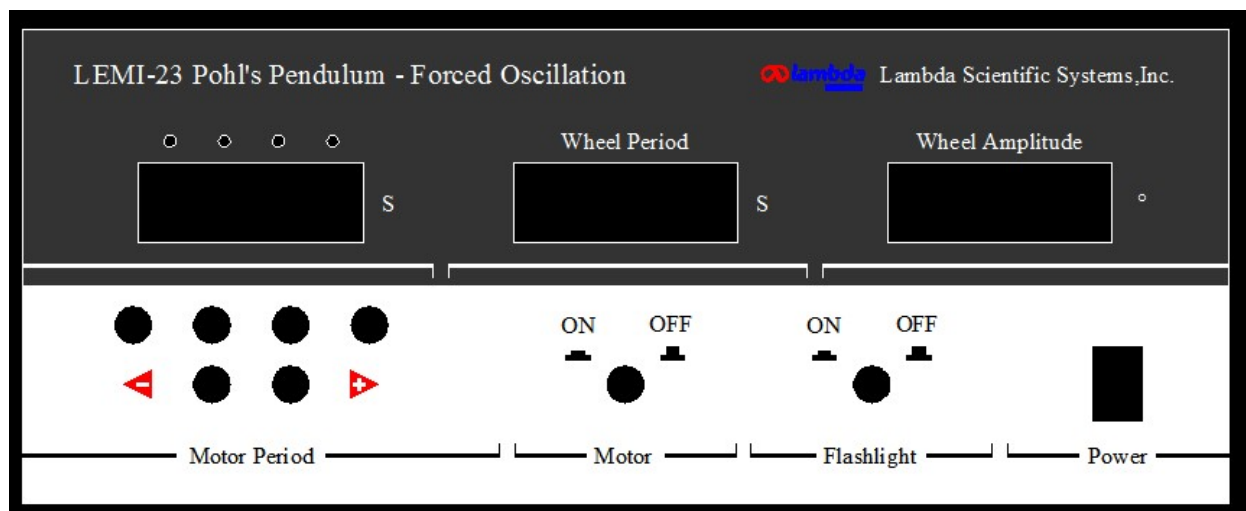 LEMI-23 Pohl's Pendulum - Forced Oscillation
lambda Lambda Scientific Systems,Inc.
Wheel Period
Wheel Amplitude
S
S
°
ON OFF
ON OFF
- +
Motor Period
Motor
Flashlight
Power